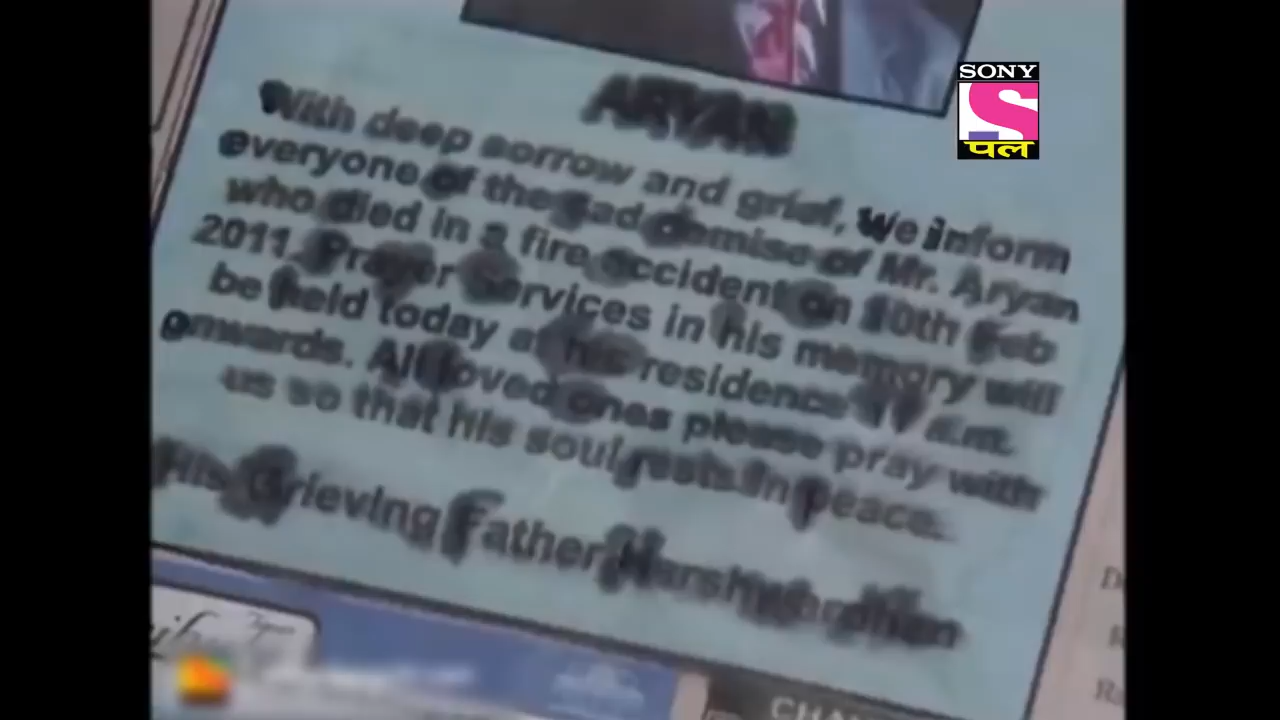 SONY
पल
ARYAN
With deep sorrow and grief, We inform
everyone of the sad demise of Mr. Aryan
who died in a fire accident on 10th Feb
2011. Prayer Services in his memory will
be held today at his residence 11 a.m.
onwards. All loved ones please pray with
us so that his soul rests in peace.
His Grieving Father Harshvardhan